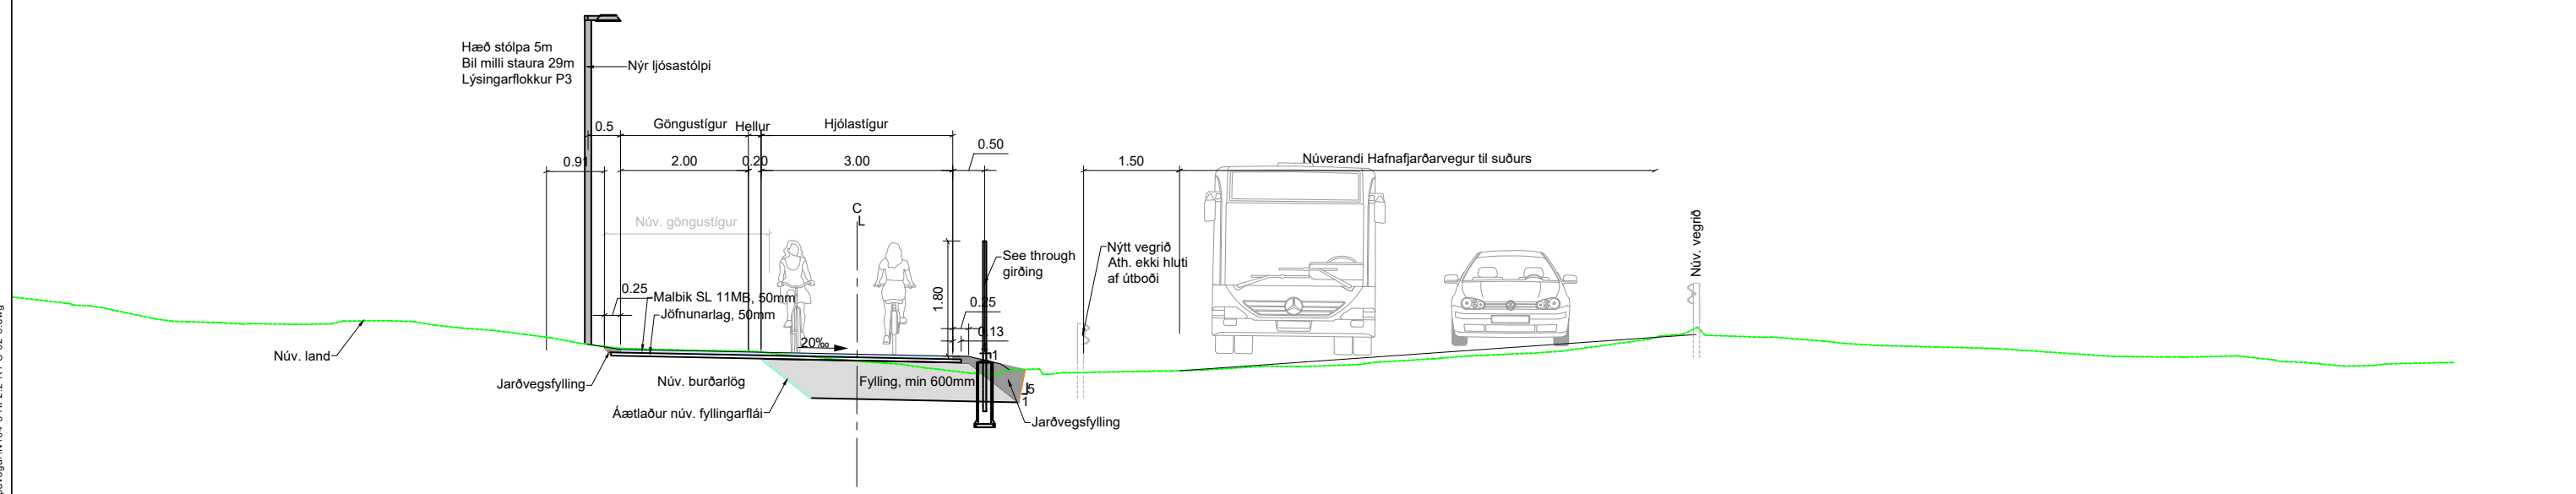 Hæð stólpa 5m
Bil milli staura 29m
Lýsingarflokkur P3
Nýr ljósastólpi
0.5
Göngustígur
Hellur
Hjólastígur
0.91
2.00
0.20
3.00
0.50
1.50
Núverandi Hafnafjarðarvegur til suðurs
Núv. göngustígur
C
L
See through
girðing
Nýtt vegrið
Ath. ekki hluti
af útboði
Núv. vegrið
0.25
Malbik SL 11MB, 50mm
Jöfnunarlag, 50mm
1.80
0.25
0.13
20‰
1
Núv. land
Jarðvegsfylling
Núv. burðarlög
Fylling, min 600mm
5
1
Áætlaður núv. fyllingarflái
Jarðvegsfylling